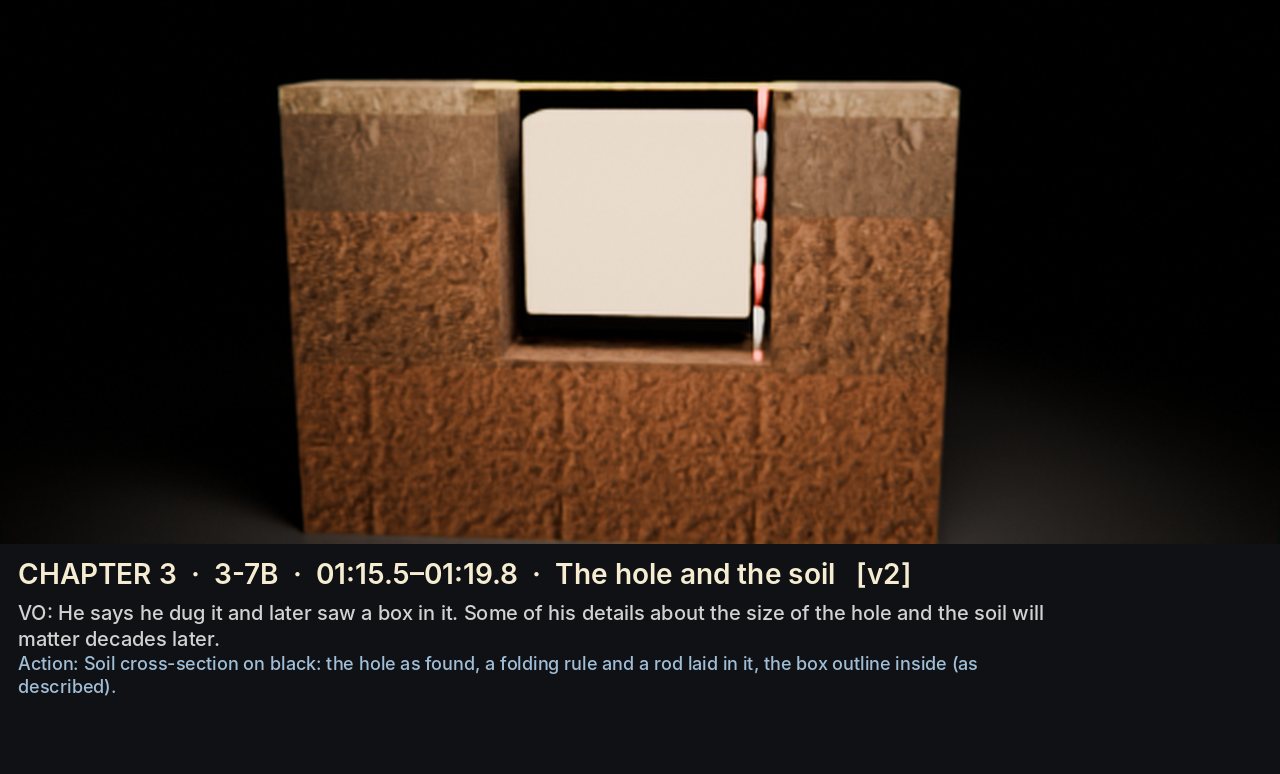 CHAPTER 3 · 3-7B · 01:15.5–01:19.8 · The hole and the soil [v2]
VO: He says he dug it and later saw a box in it. Some of his details about the size of the hole and the soil will
matter decades later.
Action: Soil cross-section on black: the hole as found, a folding rule and a rod laid in it, the box outline inside (as
described).